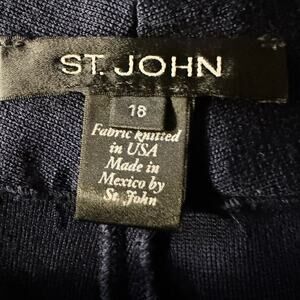 ST. JOHN
18
Fabric knitted
in USA
Made in
Mexico by
St. John